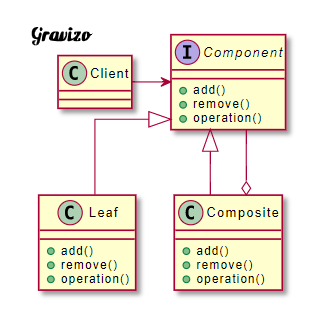 Gravizo
C Client
I Component
add()
remove()
operation()
C Leaf
add()
remove()
operation()
C Composite
add()
remove()
operation()